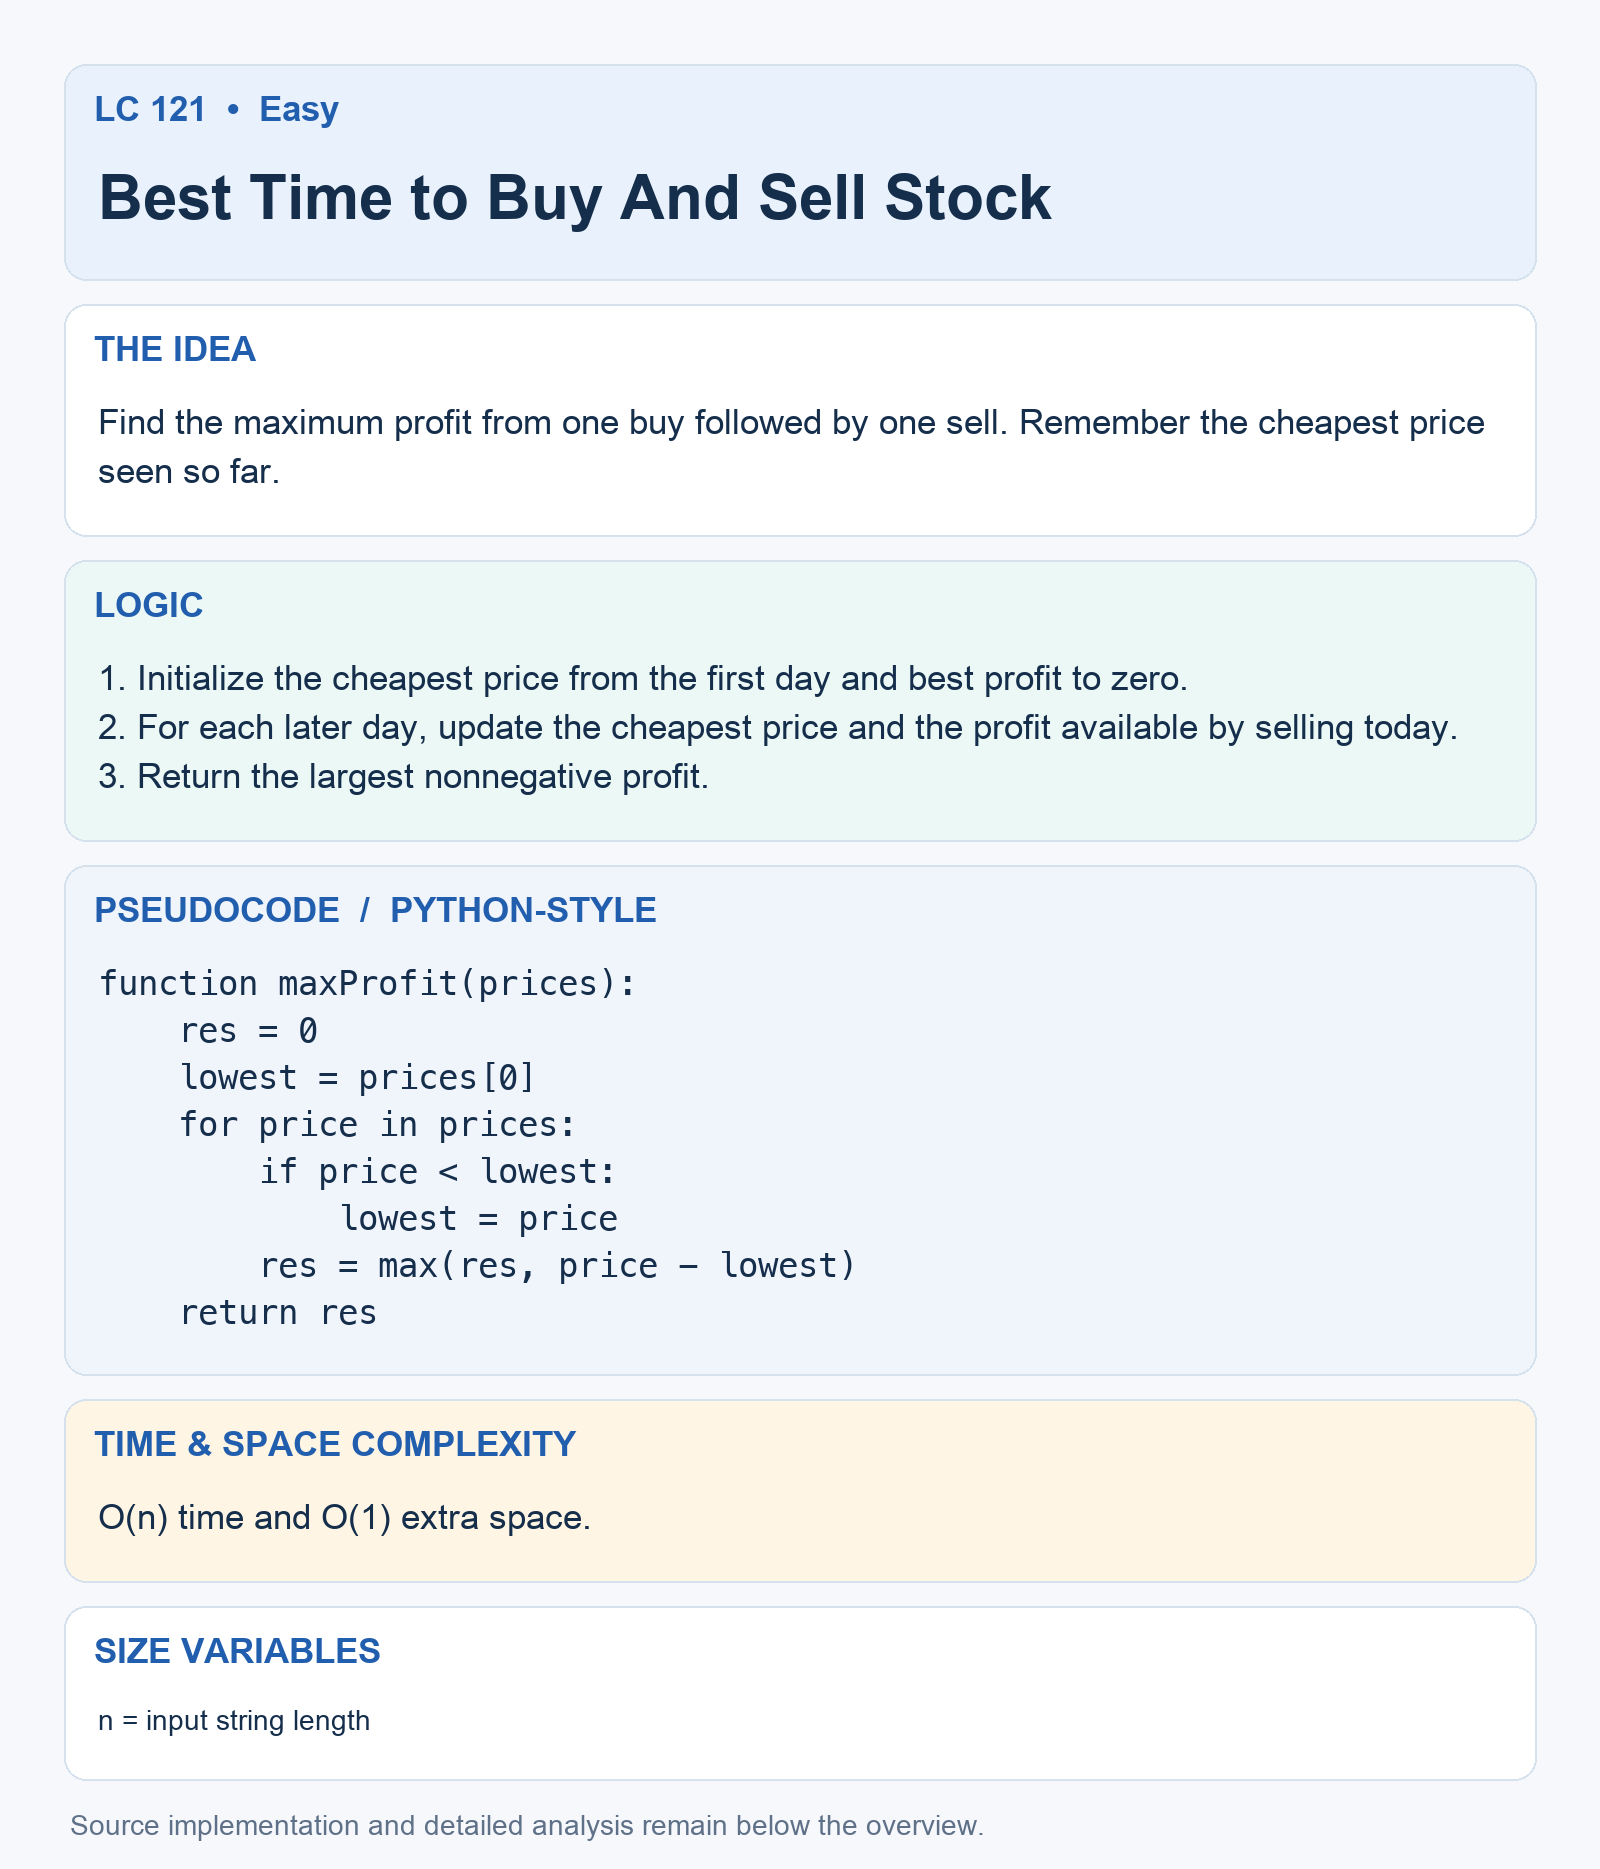 LC 121 • Easy
Best Time to Buy And Sell Stock
THE IDEA
Find the maximum profit from one buy followed by one sell. Remember the cheapest price
seen so far.
LOGIC
1. Initialize the cheapest price from the first day and best profit to zero.
2. For each later day, update the cheapest price and the profit available by selling today.
3. Return the largest nonnegative profit.
PSEUDOCODE / PYTHON-STYLE
function maxProfit(prices):
    res = 0
    lowest = prices[0]
    for price in prices:
        if price < lowest:
            lowest = price
        res = max(res, price − lowest)
    return res
TIME & SPACE COMPLEXITY
O(n) time and O(1) extra space.
SIZE VARIABLES
n = input string length
Source implementation and detailed analysis remain below the overview.